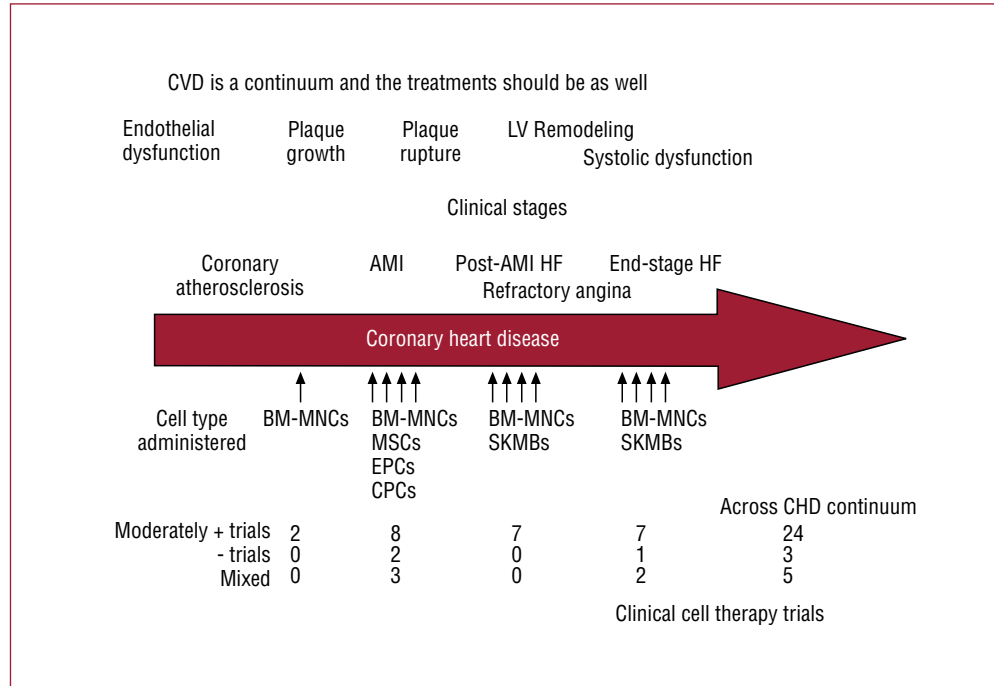 CVD is a continuum and the treatments should be as well
Endothelial dysfunction
Plaque growth
Plaque rupture
LV Remodeling
Systolic dysfunction
Clinical stages
Coronary atherosclerosis
AMI
Post-AMI HF
Refractory angina
End-stage HF
Coronary heart disease
Cell type administered
BM-MNCs
BM-MNCs
MSCs
EPCs
CPCs
BM-MNCs
SKMBs
BM-MNCs
SKMBs
Across CHD continuum
Moderately + trials 2 8 7 7 24
- trials 0 2 0 1 3
Mixed 0 3 0 2 5
Clinical cell therapy trials